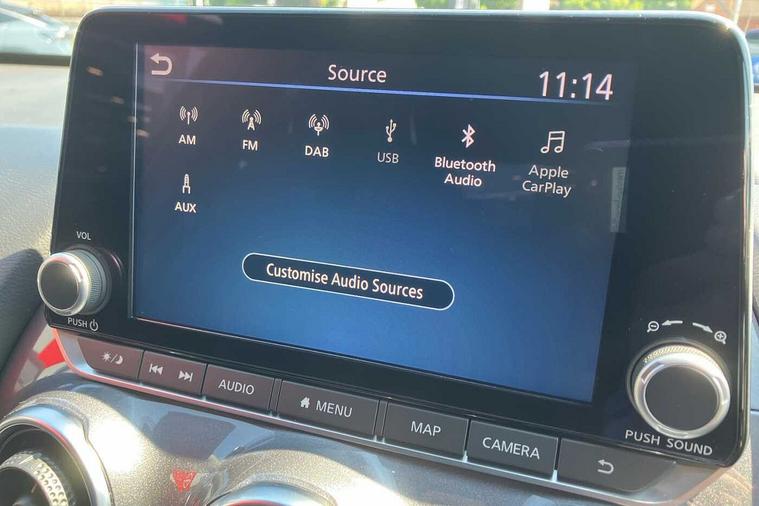 Source
11:14
AM
FM
DAB
USB
Bluetooth
Audio
Apple
CarPlay
AUX
Customise Audio Sources
VOL
PUSH
AUDIO
MENU
MAP
CAMERA
PUSH SOUND